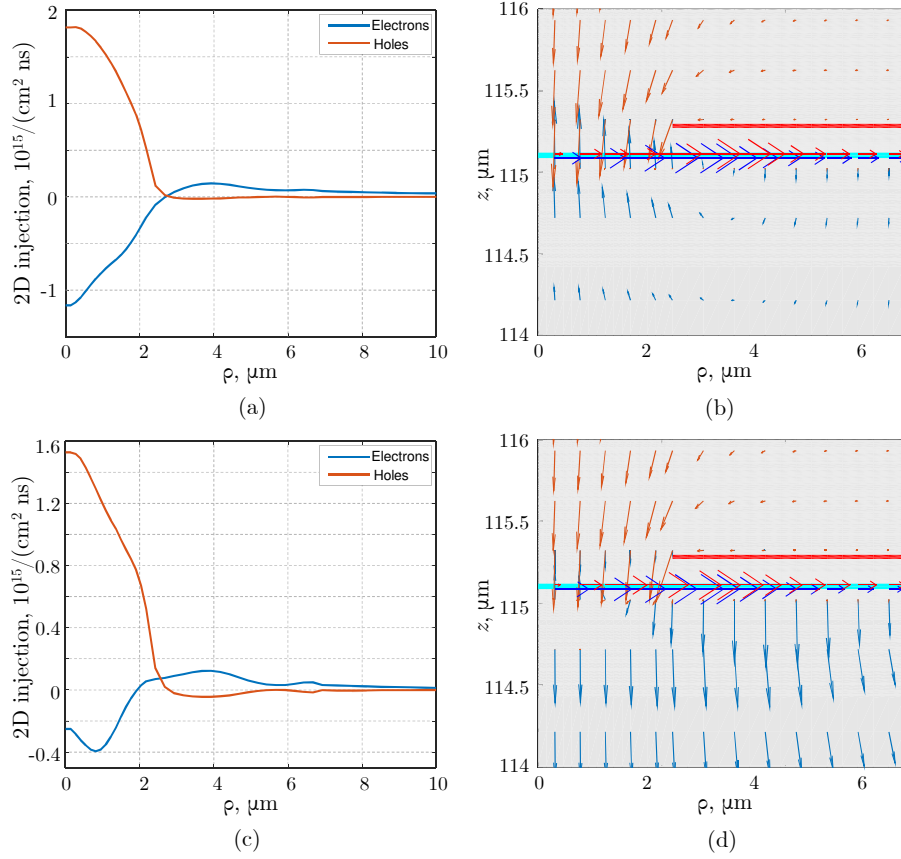 2
1
0
-1
2D injection, 10¹⁵/(cm² ns)
Electrons
Holes
0 2 4 6 8 10
ρ, μm
(a)
116
115.5
115
114.5
114
z, μm
0 2 4 6
ρ, μm
(b)
1.6
1.2
0.8
0.4
0
-0.4
2D injection, 10¹⁵/(cm² ns)
Electrons
Holes
0 2 4 6 8 10
ρ, μm
(c)
116
115.5
115
114.5
114
z, μm
0 2 4 6
ρ, μm
(d)